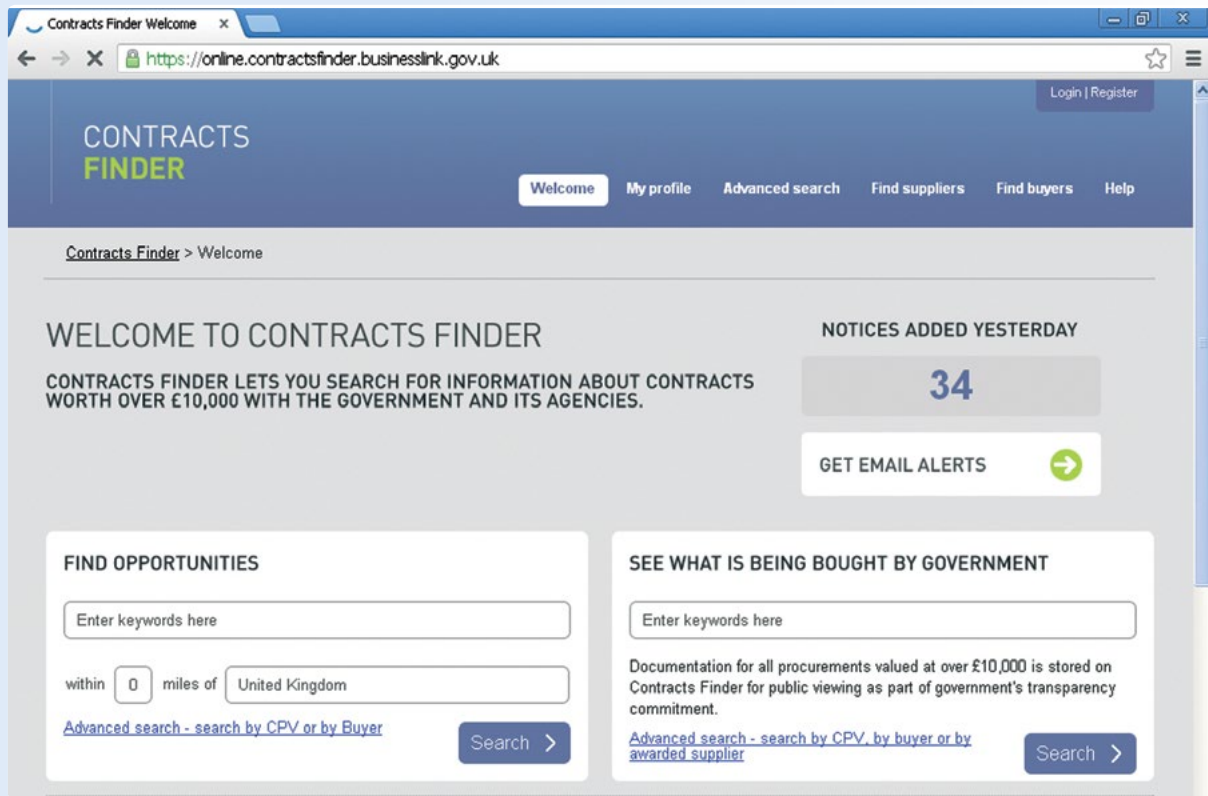 Contracts Finder Welcome
https://online.contractsfinder.businesslink.gov.uk
Login | Register
CONTRACTS
FINDER
Welcome My profile Advanced search Find suppliers Find buyers Help
Contracts Finder > Welcome
WELCOME TO CONTRACTS FINDER
CONTRACTS FINDER LETS YOU SEARCH FOR INFORMATION ABOUT CONTRACTS
WORTH OVER £10,000 WITH THE GOVERNMENT AND ITS AGENCIES.
NOTICES ADDED YESTERDAY
34
GET EMAIL ALERTS
FIND OPPORTUNITIES
Enter keywords here
within 0 miles of United Kingdom
Advanced search - search by CPV or by Buyer
Search
SEE WHAT IS BEING BOUGHT BY GOVERNMENT
Enter keywords here
Documentation for all procurements valued at over £10,000 is stored on
Contracts Finder for public viewing as part of government's transparency
commitment.
Advanced search - search by CPV, by buyer or by
awarded supplier
Search